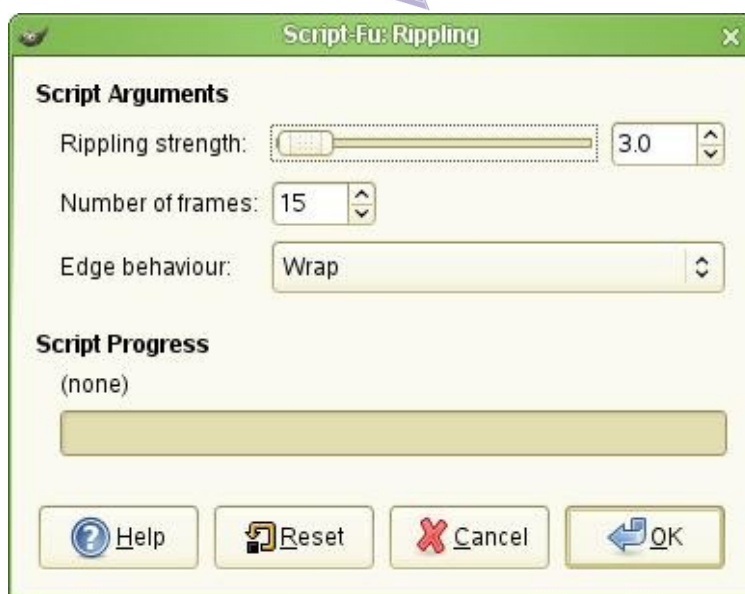 Script-Fu: Rippling
Script Arguments
Rippling strength: 3.0
Number of frames: 15
Edge behaviour: Wrap
Script Progress
(none)
Help Reset Cancel OK